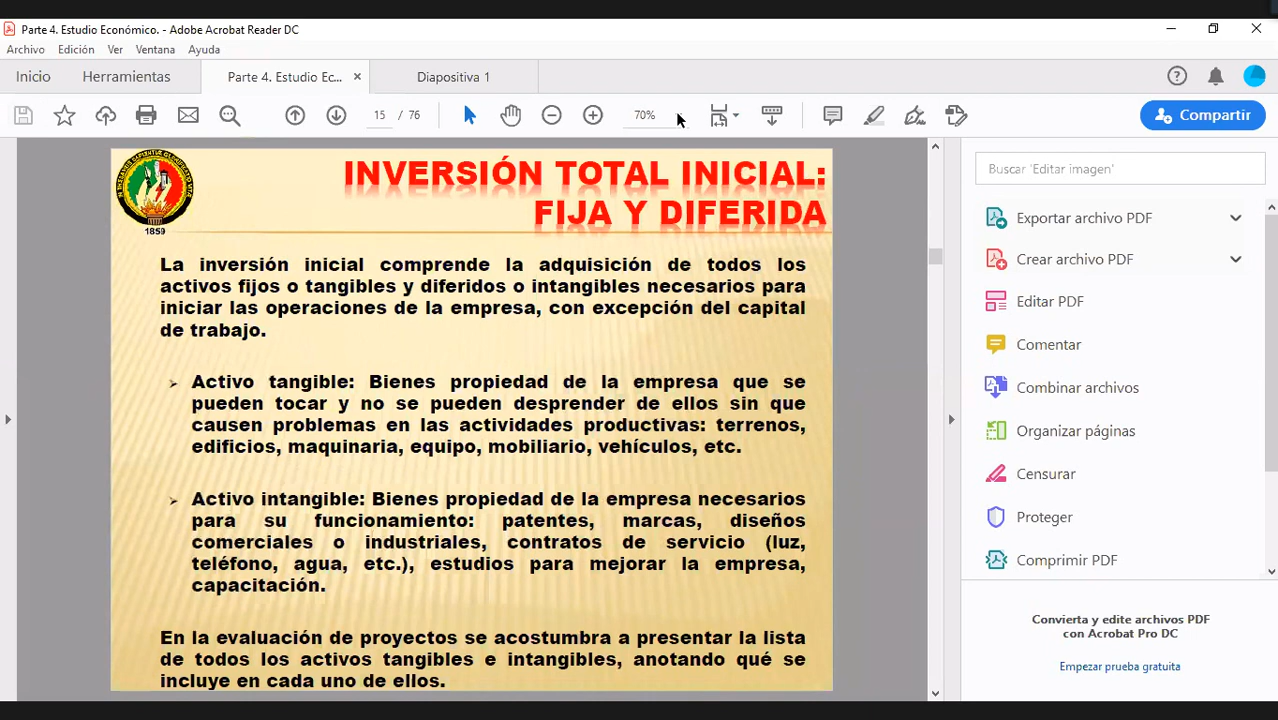 Parte 4. Estudio Económico. - Adobe Acrobat Reader DC
Archivo Edición Ver Ventana Ayuda
Inicio Herramientas Parte 4. Estudio Ec... × Diapositiva 1
15 / 76 70% Compartir
INVERSIÓN TOTAL INICIAL:
FIJA Y DIFERIDA
1859
La inversión inicial comprende la adquisición de todos los
activos fijos o tangibles y diferidos o intangibles necesarios para
iniciar las operaciones de la empresa, con excepción del capital
de trabajo.
Activo tangible: Bienes propiedad de la empresa que se
pueden tocar y no se pueden desprender de ellos sin que
causen problemas en las actividades productivas: terrenos,
edificios, maquinaria, equipo, mobiliario, vehículos, etc.
Activo intangible: Bienes propiedad de la empresa necesarios
para su funcionamiento: patentes, marcas, diseños
comerciales o industriales, contratos de servicio (luz,
teléfono, agua, etc.), estudios para mejorar la empresa,
capacitación.
En la evaluación de proyectos se acostumbra a presentar la lista
de todos los activos tangibles e intangibles, anotando qué se
incluye en cada uno de ellos.
Buscar 'Editar imagen'
Exportar archivo PDF
Crear archivo PDF
Editar PDF
Comentar
Combinar archivos
Organizar páginas
Censurar
Proteger
Comprimir PDF
Convierta y edite archivos PDF
con Acrobat Pro DC
Empezar prueba gratuita